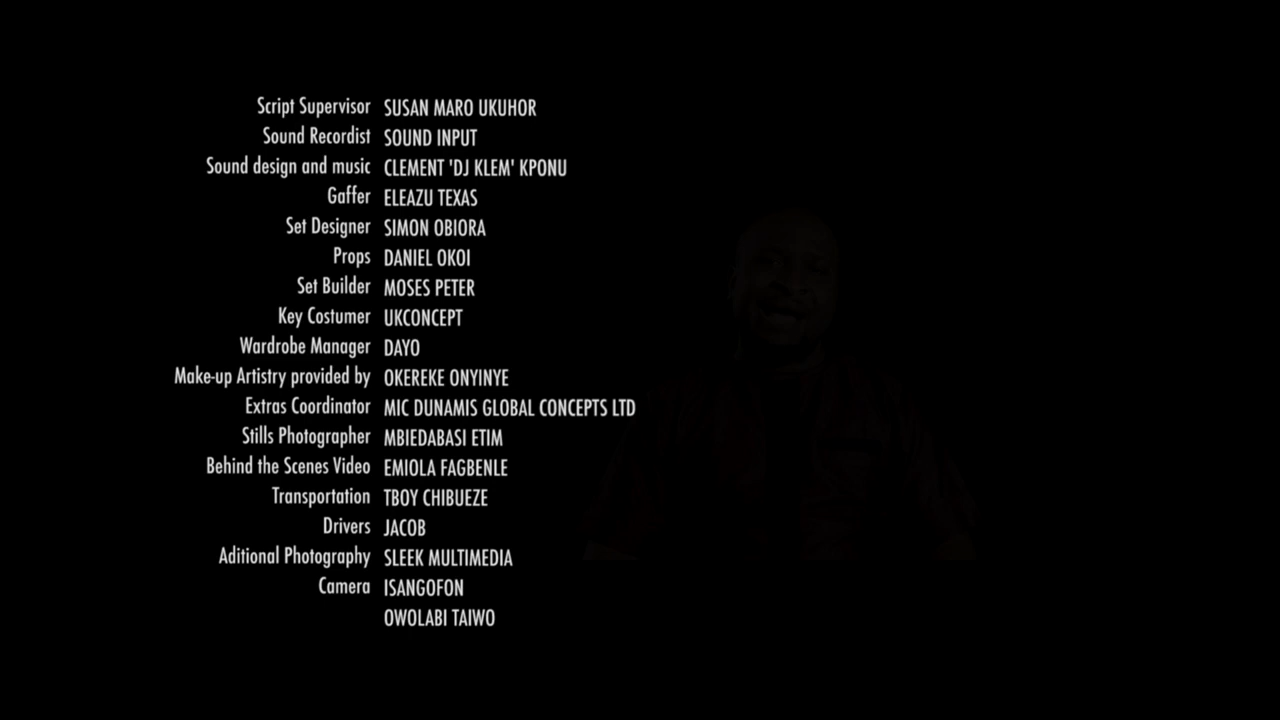 Script Supervisor SUSAN MARO UKUHOR
Sound Recordist SOUND INPUT
Sound design and music CLEMENT 'DJ KLEM' KPONU
Gaffer ELEAZU TEXAS
Set Designer SIMON OBIORA
Props DANIEL OKOI
Set Builder MOSES PETER
Key Costumer UKCONCEPT
Wardrobe Manager DAYO
Make-up Artistry provided by OKEREKE ONYINYE
Extras Coordinator MIC DUNAMIS GLOBAL CONCEPTS LTD
Stills Photographer MBIEDABASI ETIM
Behind the Scenes Video EMIOLA FAGBENLE
Transportation TBOY CHIBUEZE
Drivers JACOB
Aditional Photography SLEEK MULTIMEDIA
Camera ISANGOFON
OWOLABI TAIWO